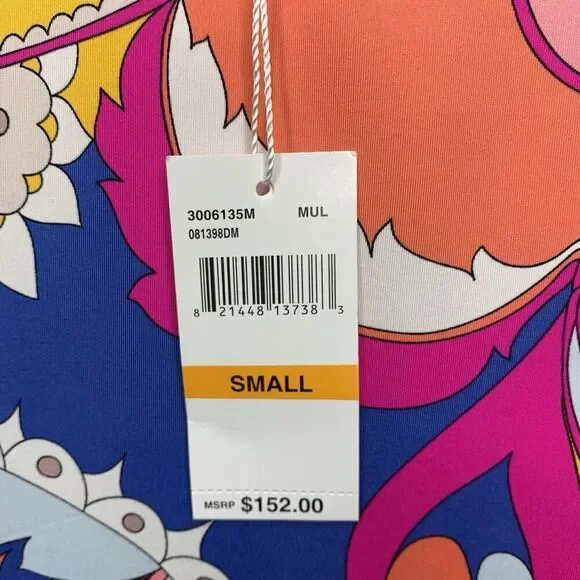 3006135M MUL
081398DM
8 21448 13738 3
SMALL
MSRP $152.00